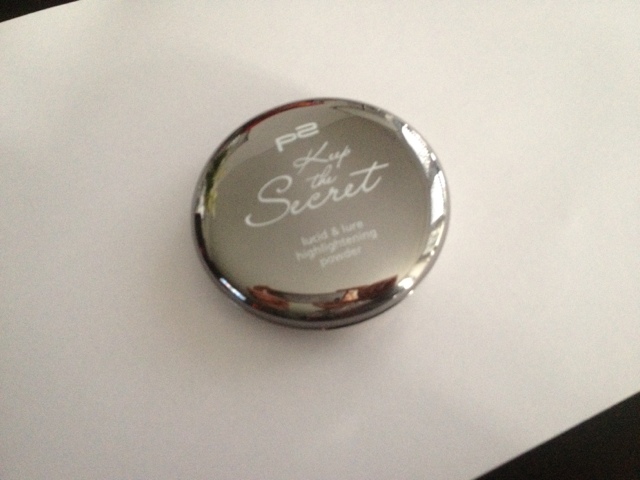 p2
Keep
the
Secret
lucid & lure
highlightening
powder